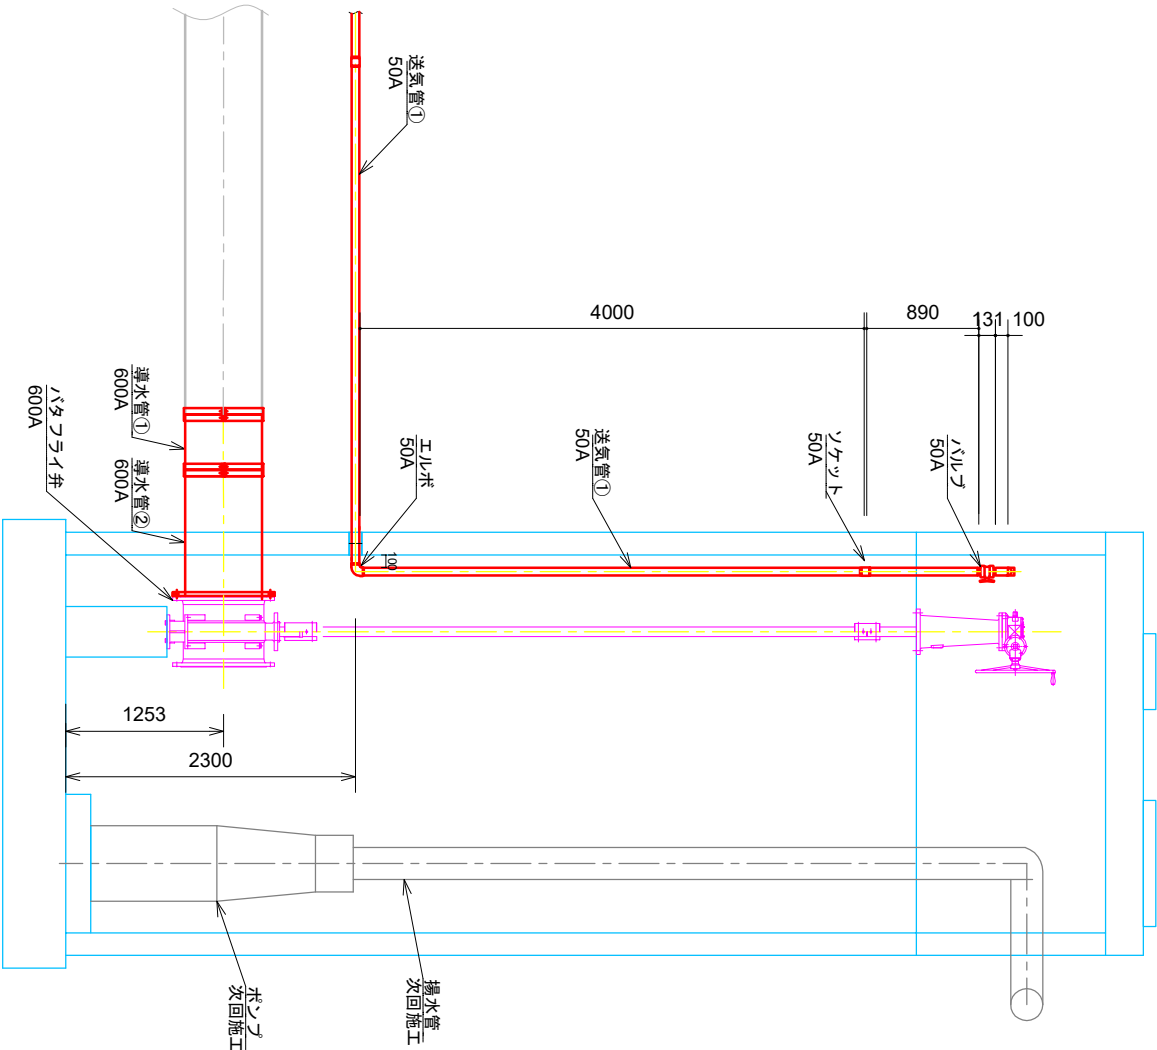 送気管①
50A
4000
890
131
100
導水管①
600A
バタフライ弁
600A
導水管②
600A
エルボ
50A
送気管①
50A
ソケット
50A
バルブ
50A
100
1253
2300
揚水管
次回施工
ポンプ
次回施工